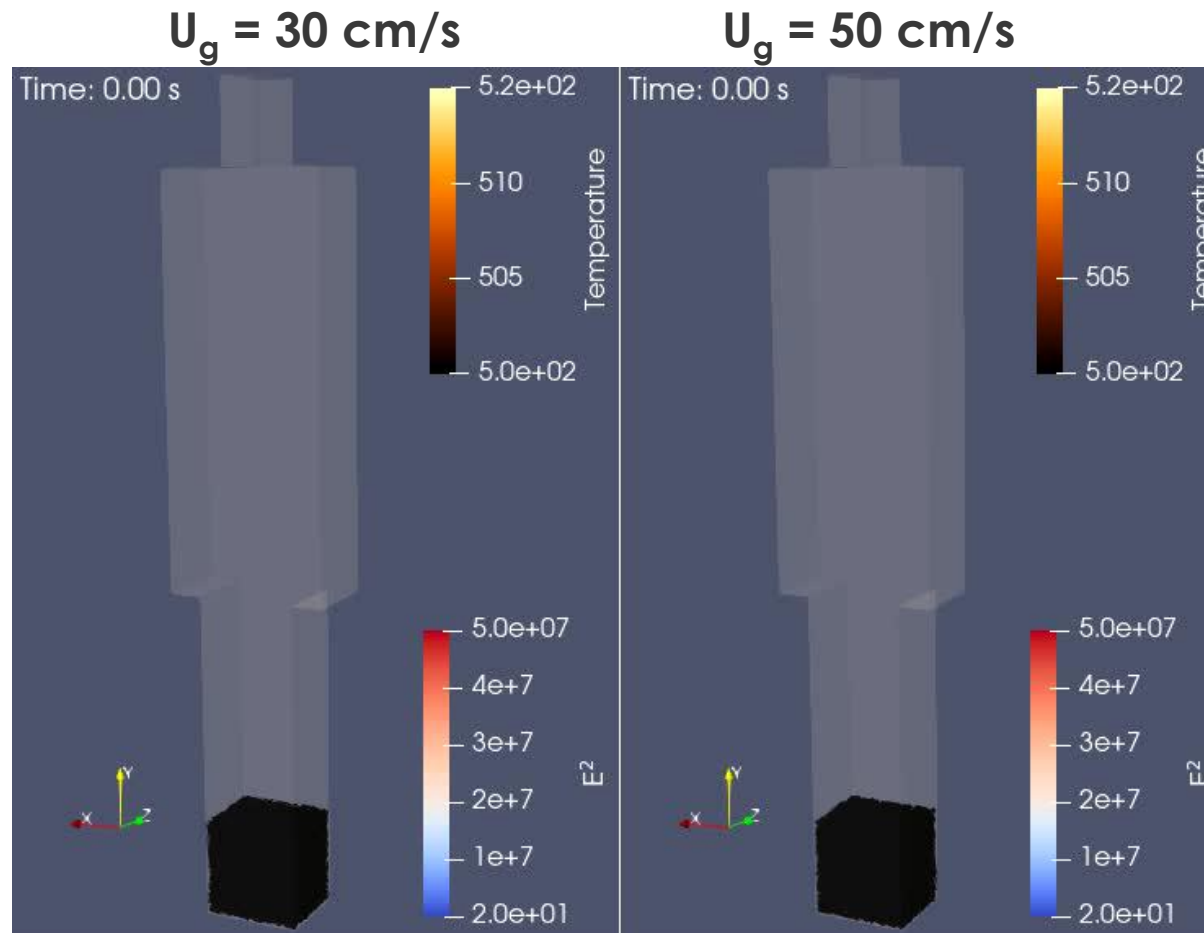 U_g = 30 cm/s
U_g = 50 cm/s
Time: 0.00 s
5.2e+02
510
505
5.0e+02
Temperature
5.0e+07
4e+7
3e+7
2e+7
1e+7
2.0e+01
E²
Y
X
Z
Time: 0.00 s
5.2e+02
510
505
5.0e+02
Temperature
5.0e+07
4e+7
3e+7
2e+7
1e+7
2.0e+01
E²
Y
X
Z